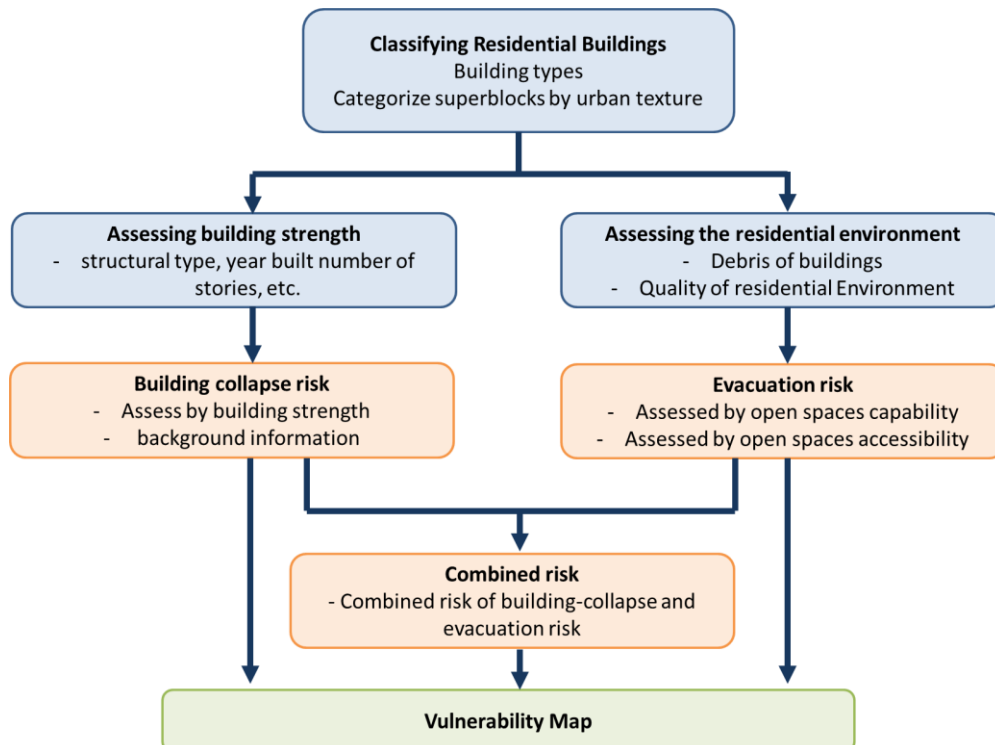 Classifying Residential Buildings
Building types
Categorize superblocks by urban texture
Assessing building strength
- structural type, year built number of
stories, etc.
Assessing the residential environment
- Debris of buildings
- Quality of residential Environment
Building collapse risk
- Assess by building strength
- background information
Evacuation risk
- Assessed by open spaces capability
- Assessed by open spaces accessibility
Combined risk
- Combined risk of building-collapse and
evacuation risk
Vulnerability Map